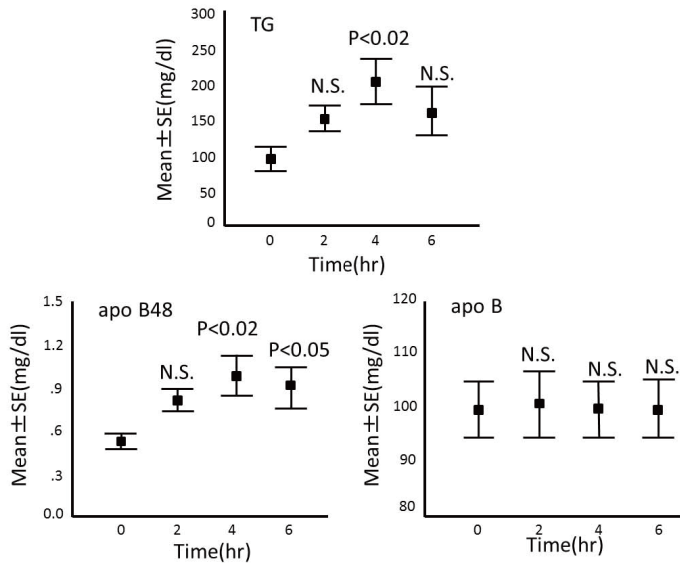 TG
Mean±SE(mg/dl)
300
250
200
150
100
50
0
N.S.
P<0.02
N.S.
0 2 4 6
Time(hr)
apo B48
Mean±SE(mg/dl)
1.5
1.2
.9
.6
.3
0.0
N.S.
P<0.02
P<0.05
0 2 4 6
Time(hr)
apo B
Mean±SE(mg/dl)
120
110
100
90
80
N.S.
N.S.
N.S.
0 2 4 6
Time(hr)